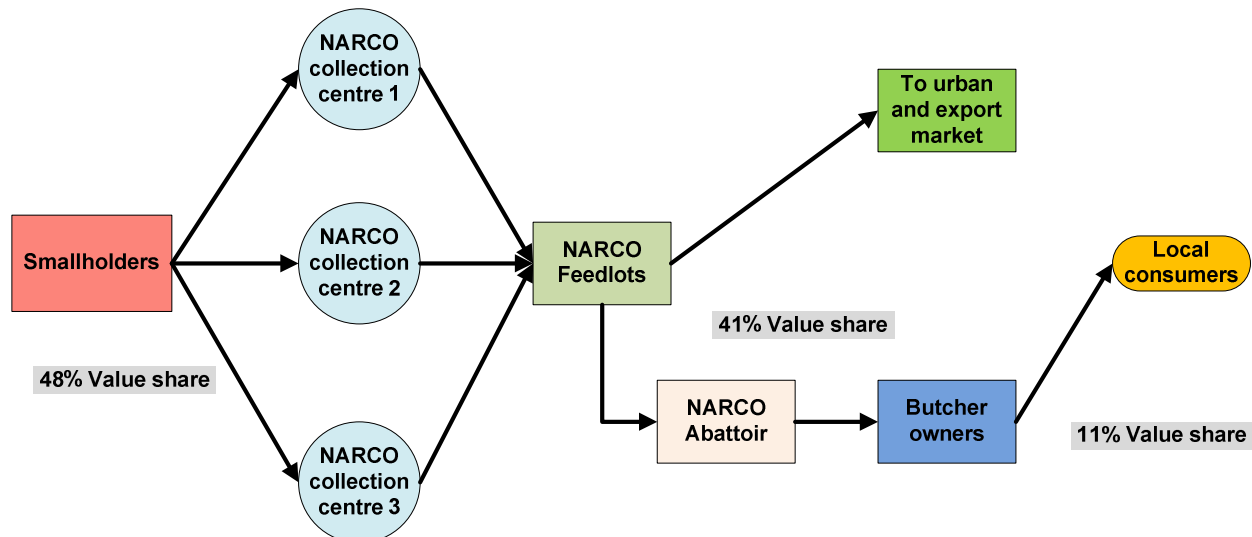 NARCO
collection
centre 1
To urban
and export
market
Smallholders
NARCO
collection
centre 2
NARCO
Feedlots
Local
consumers
41% Value share
48% Value share
NARCO
Abattoir
Butcher
owners
11% Value share
NARCO
collection
centre 3